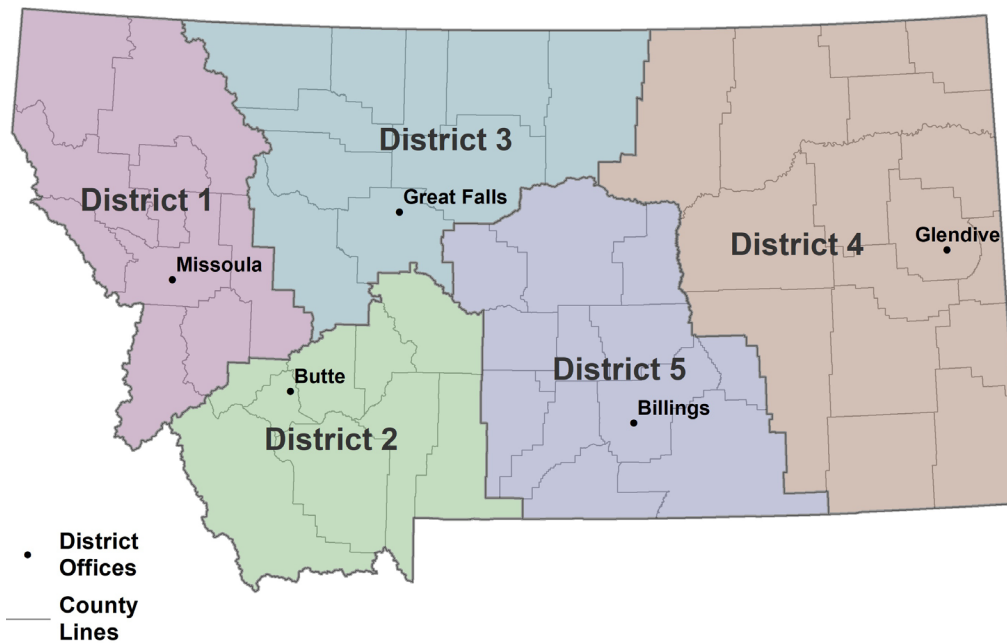 District 3
District 1
Great Falls
District 4
Glendive
Missoula
District 5
Butte
Billings
District 2
District
Offices
County
Lines